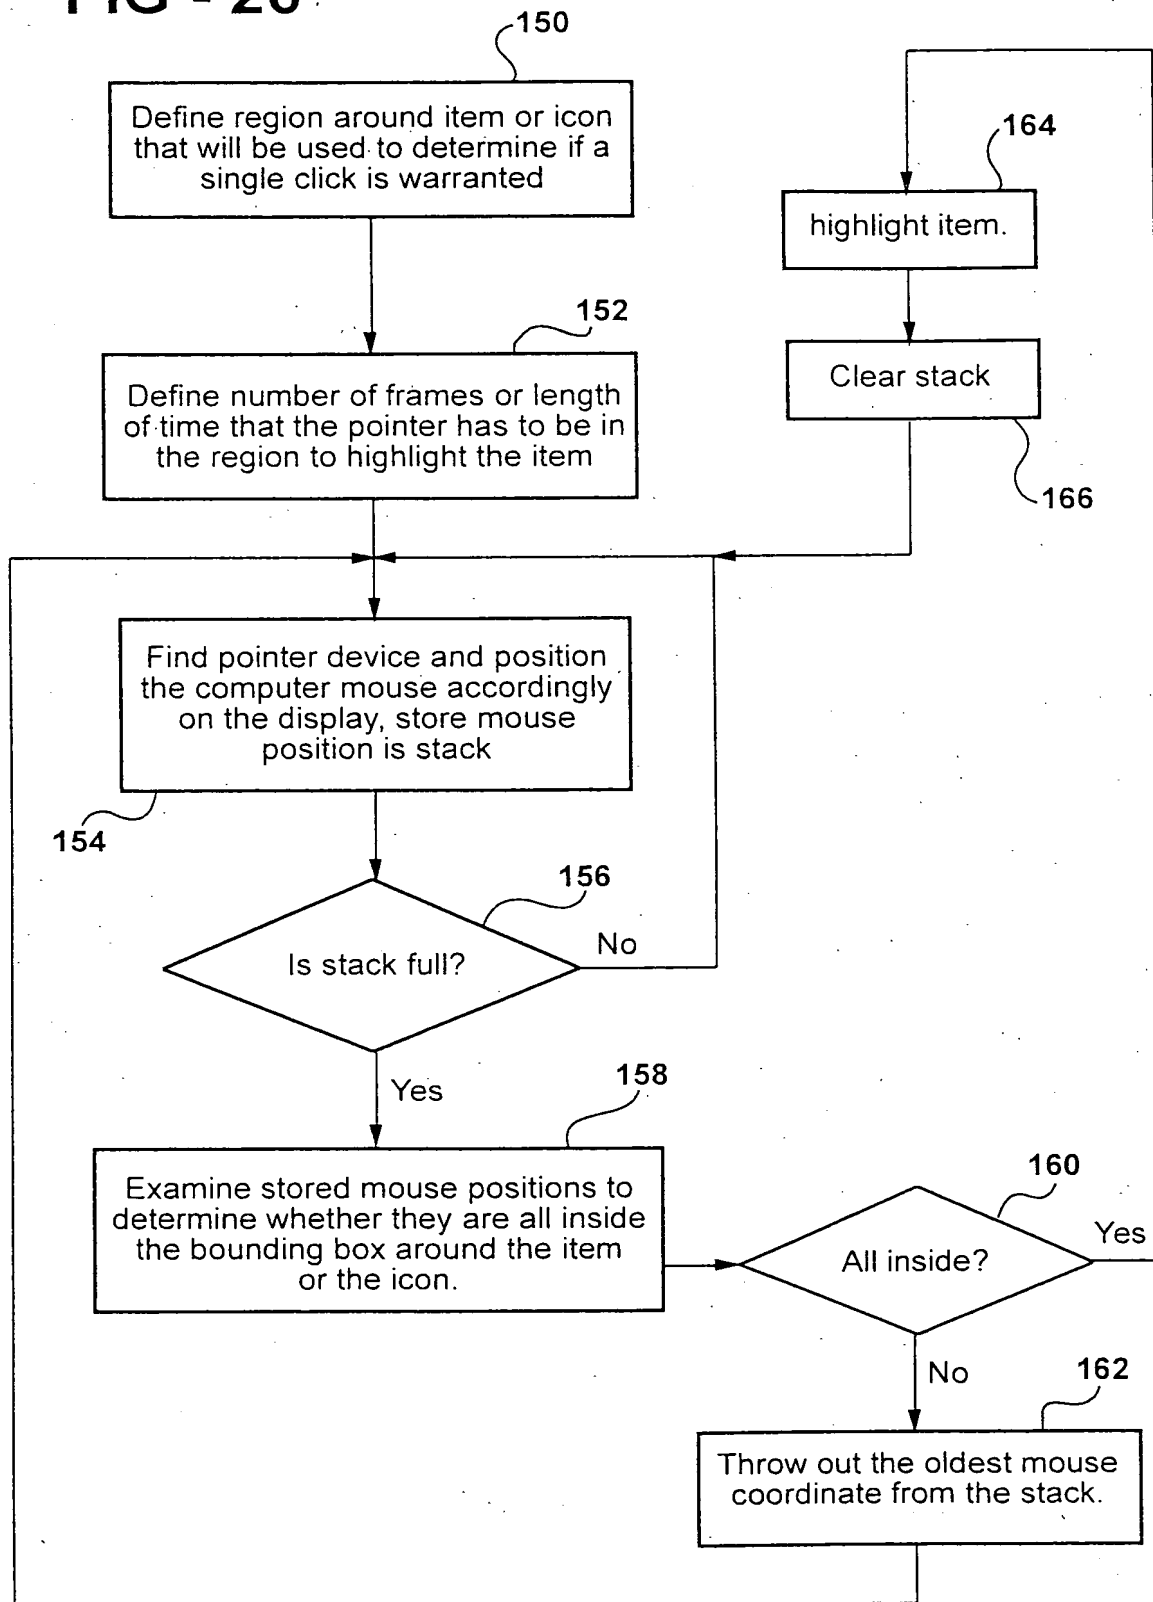 150
Define region around item or icon
that will be used to determine if a
single click is warranted
152
Define number of frames or length
of time that the pointer has to be in
the region to highlight the item
164
highlight item.
Clear stack
166
Find pointer device and position
the computer mouse accordingly
on the display, store mouse
position is stack
154
156
Is stack full?
No
Yes
158
Examine stored mouse positions to
determine whether they are all inside
the bounding box around the item
or the icon.
160
All inside?
Yes
No
162
Throw out the oldest mouse
coordinate from the stack.